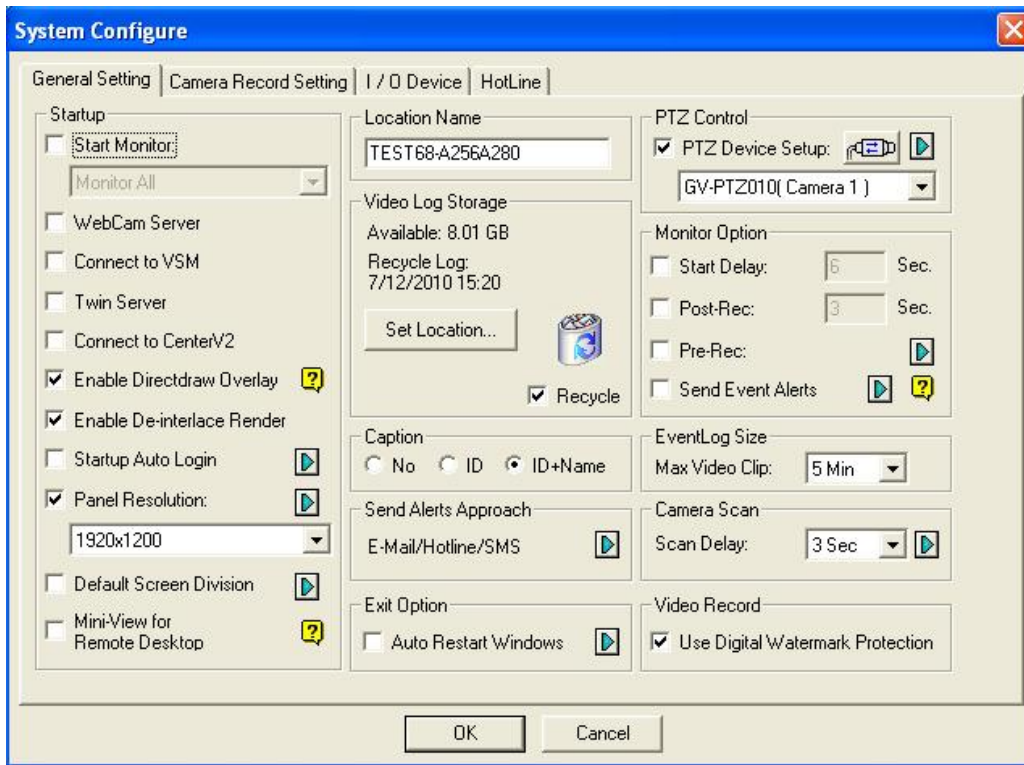 System Configure
General Setting
Camera Record Setting
I / O Device
HotLine
Startup
Start Monitor:
Monitor All
WebCam Server
Connect to VSM
Twin Server
Connect to CenterV2
Enable Directdraw Overlay
?
Enable De-interlace Render
Startup Auto Login
Panel Resolution:
1920x1200
Default Screen Division
Mini-View for
Remote Desktop
?
Location Name
TEST68-A256A280
Video Log Storage
Available: 8.01 GB
Recycle Log:
7/12/2010 15:20
Set Location...
Recycle
Caption
No ID ID+Name
Send Alerts Approach
E-Mail/Hotline/SMS
Exit Option
Auto Restart Windows
PTZ Control
PTZ Device Setup:
GV-PTZ010( Camera 1 )
Monitor Option
Start Delay: 6 Sec.
Post-Rec: 3 Sec.
Pre-Rec:
Send Event Alerts ?
EventLog Size
Max Video Clip: 5 Min
Camera Scan
Scan Delay: 3 Sec
Video Record
Use Digital Watermark Protection
OK
Cancel